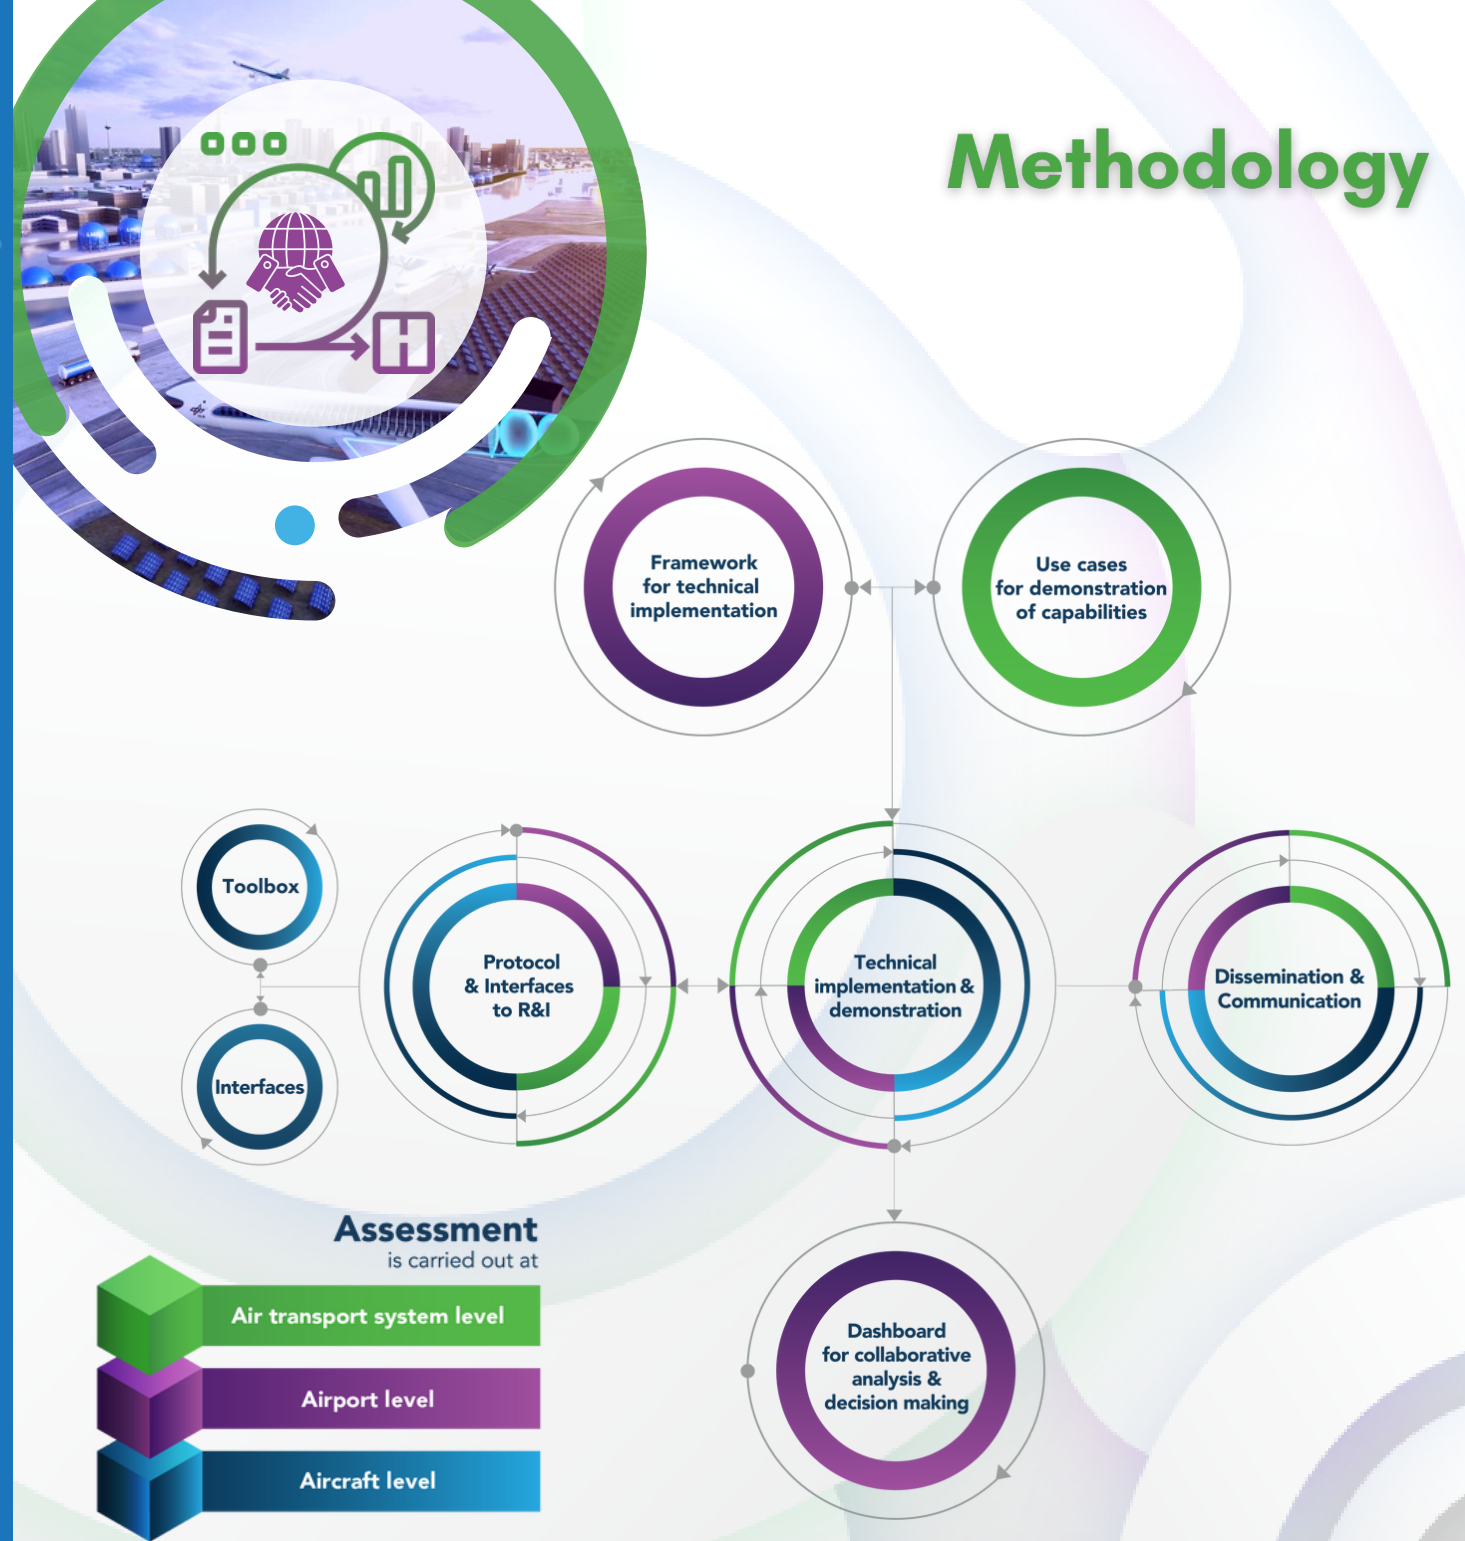 Methodology
Framework
for technical
implementation
Use cases
for demonstration
of capabilities
Toolbox
Interfaces
Protocol
& Interfaces
to R&I
Technical
implementation &
demonstration
Dissemination &
Communication
Dashboard
for collaborative
analysis &
decision making
Assessment
is carried out at
Air transport system level
Airport level
Aircraft level